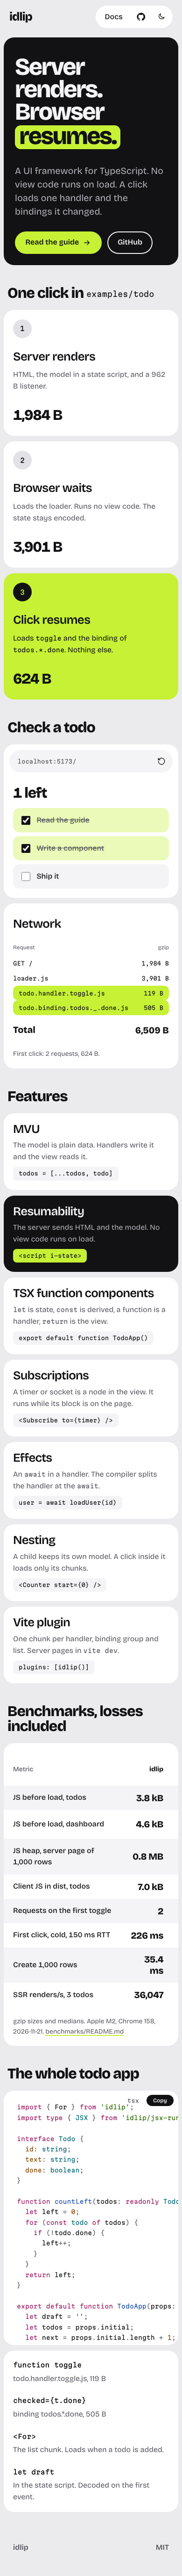 idlip
Docs
Server
renders.
Browser
resumes.
A UI framework for TypeScript. No
view code runs on load. A click
loads one handler and the
bindings it changed.
Read the guide →
GitHub
One click in examples/todo
1
Server renders
HTML, the model in a state script, and a 962
B listener.
1,984 B
2
Browser waits
Loads the loader. Runs no view code. The
state stays encoded.
3,901 B
3
Click resumes
Loads toggle and the binding of
todos.*.done. Nothing else.
624 B
Check a todo
localhost:5173/
1 left
Read the guide
Write a component
Ship it
Network
Request gzip
GET / 1,984 B
loader.js 3,901 B
todo.handler.toggle.js 119 B
todo.binding.todos._.done.js 505 B
Total 6,509 B
First click: 2 requests, 624 B.
Features
MVU
The model is plain data. Handlers write it
and the view reads it.
todos = [...todos, todo]
Resumability
The server sends HTML and the model. No
view code runs on load.
<script i-state>
TSX function components
let is state, const is derived, a function is a
handler, return is the view.
export default function TodoApp()
Subscriptions
A timer or socket is a node in the view. It
runs while its block is on the page.
<Subscribe to={timer} />
Effects
An await in a handler. The compiler splits
the handler at the await.
user = await loadUser(id)
Nesting
A child keeps its own model. A click inside it
loads only its chunks.
<Counter start={0} />
Vite plugin
One chunk per handler, binding group and
list. Server pages in vite dev.
plugins: [idlip()]
Benchmarks, losses
included
Metric idlip
JS before load, todos 3.8 kB
JS before load, dashboard 4.6 kB
JS heap, server page of
1,000 rows 0.8 MB
Client JS in dist, todos 7.0 kB
Requests on the first toggle 2
First click, cold, 150 ms RTT 226 ms
Create 1,000 rows 35.4
ms
SSR renders/s, 3 todos 36,047
gzip sizes and medians. Apple M2, Chrome 158,
2026-11-21. benchmarks/README.md
The whole todo app
tsx Copy
import { For } from 'idlip';
import type { JSX } from 'idlip/jsx-run
interface Todo {
id: string;
text: string;
done: boolean;
}
function countLeft(todos: readonly Todo
let left = 0;
for (const todo of todos) {
if (!todo.done) {
left++;
}
}
return left;
}
export default function TodoApp(props:
let draft = '';
let todos = props.initial;
let next = props.initial.length + 1;
function toggle
todo.handler.toggle.js, 119 B
checked={t.done}
binding todos.*.done, 505 B
<For>
The list chunk. Loads when a todo is added.
let draft
In the state script. Decoded on the first
event.
idlip MIT